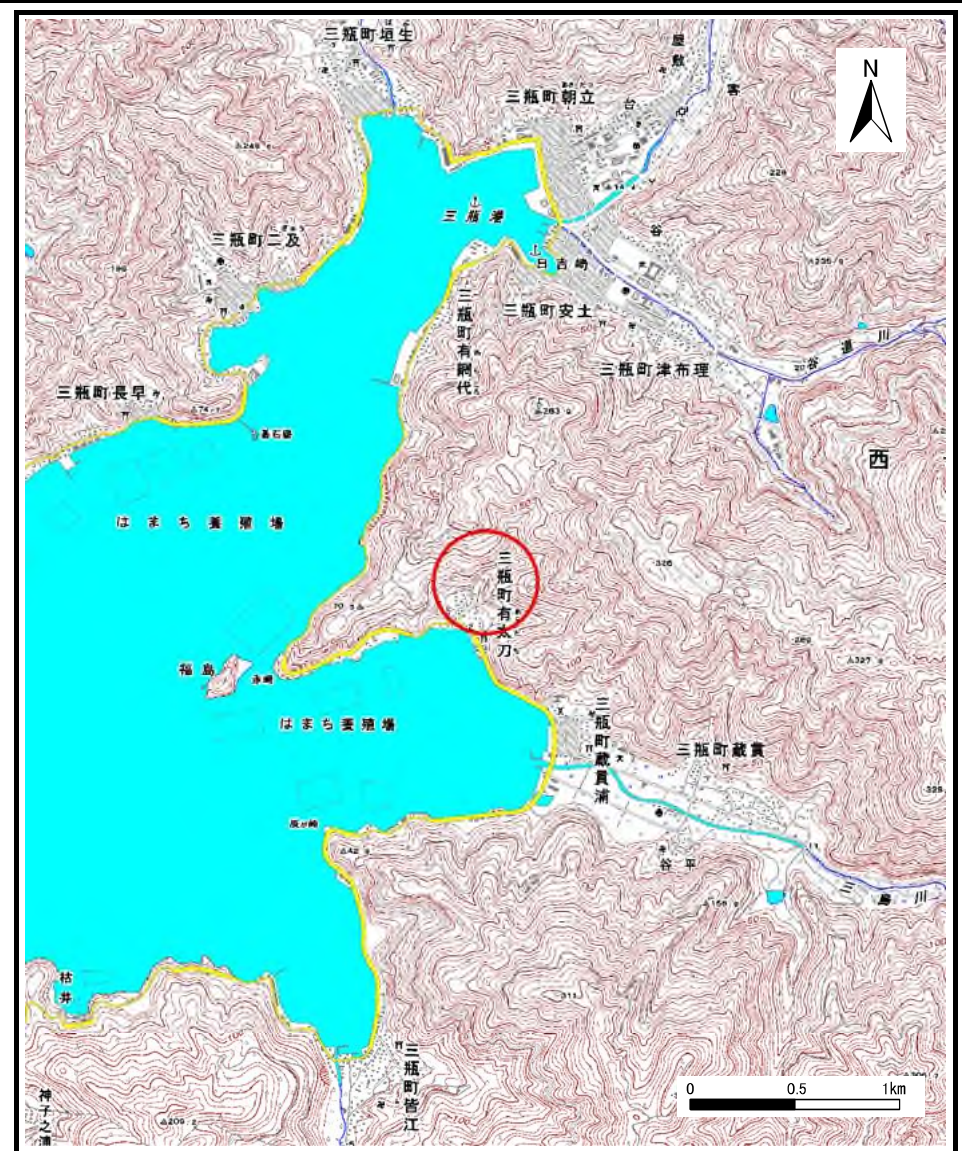 三瓶町垣生
屋敷
N
三瓶町朝立
台
客
三瓶港
谷
三瓶町二及
日吉崎
三瓶町安土
三瓶町有網代
三瓶町津布理
谷道川
三瓶町長早
西
はまち養殖場
三瓶町有太刀
福島
赤崎
はまち養殖場
三瓶町蔵貫浦
三瓶町蔵貫
谷平
三島川
枯井
三瓶町皆江
神子之浦
0 0.5 1km